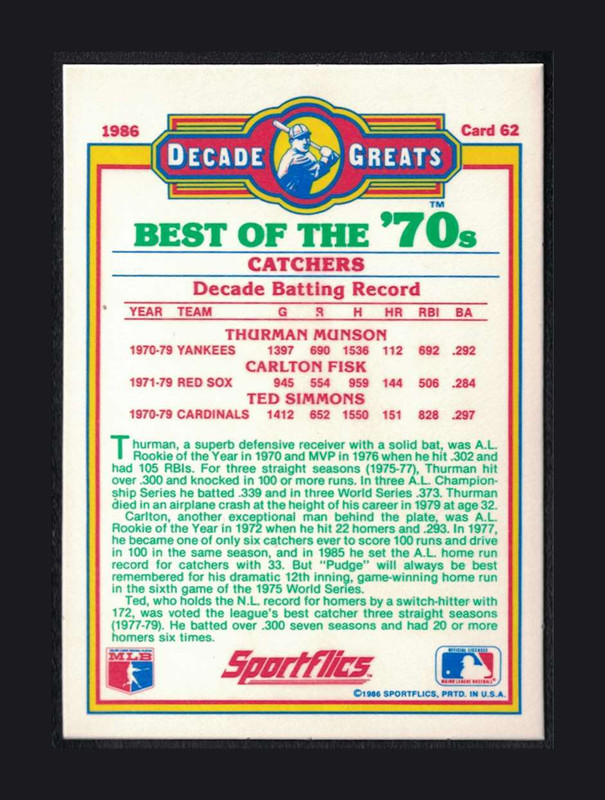 1986 Card 62
DECADE GREATS
TM
BEST OF THE '70s
CATCHERS
Decade Batting Record
YEAR TEAM G R H HR RBI BA
THURMAN MUNSON
1970-79 YANKEES 1397 690 1536 112 692 .292
CARLTON FISK
1971-79 RED SOX 945 554 959 144 506 .284
TED SIMMONS
1970-79 CARDINALS 1412 652 1550 151 828 .297
Thurman, a superb defensive receiver with a solid bat, was A.L.
Rookie of the Year in 1970 and MVP in 1976 when he hit .302 and
had 105 RBIs. For three straight seasons (1975-77), Thurman hit
over .300 and knocked in 100 or more runs. In three A.L. Champion-
ship Series he batted .339 and in three World Series .373. Thurman
died in an airplane crash at the height of his career in 1979 at age 32.
Carlton, another exceptional man behind the plate, was A.L.
Rookie of the Year in 1972 when he hit 22 homers and .293. In 1977,
he became one of only six catchers ever to score 100 runs and drive
in 100 in the same season, and in 1985 he set the A.L. home run
record for catchers with 33. But "Pudge" will always be best
remembered for his dramatic 12th inning, game-winning home run
in the sixth game of the 1975 World Series.
Ted, who holds the N.L. record for homers by a switch-hitter with
172, was voted the league's best catcher three straight seasons
(1977-79). He batted over .300 seven seasons and had 20 or more
homers six times.
MLB
Sportflics TM
OFFICIAL LICENSEE
MAJOR LEAGUE BASEBALL
©1986 SPORTFLICS, PRTD. IN U.S.A.